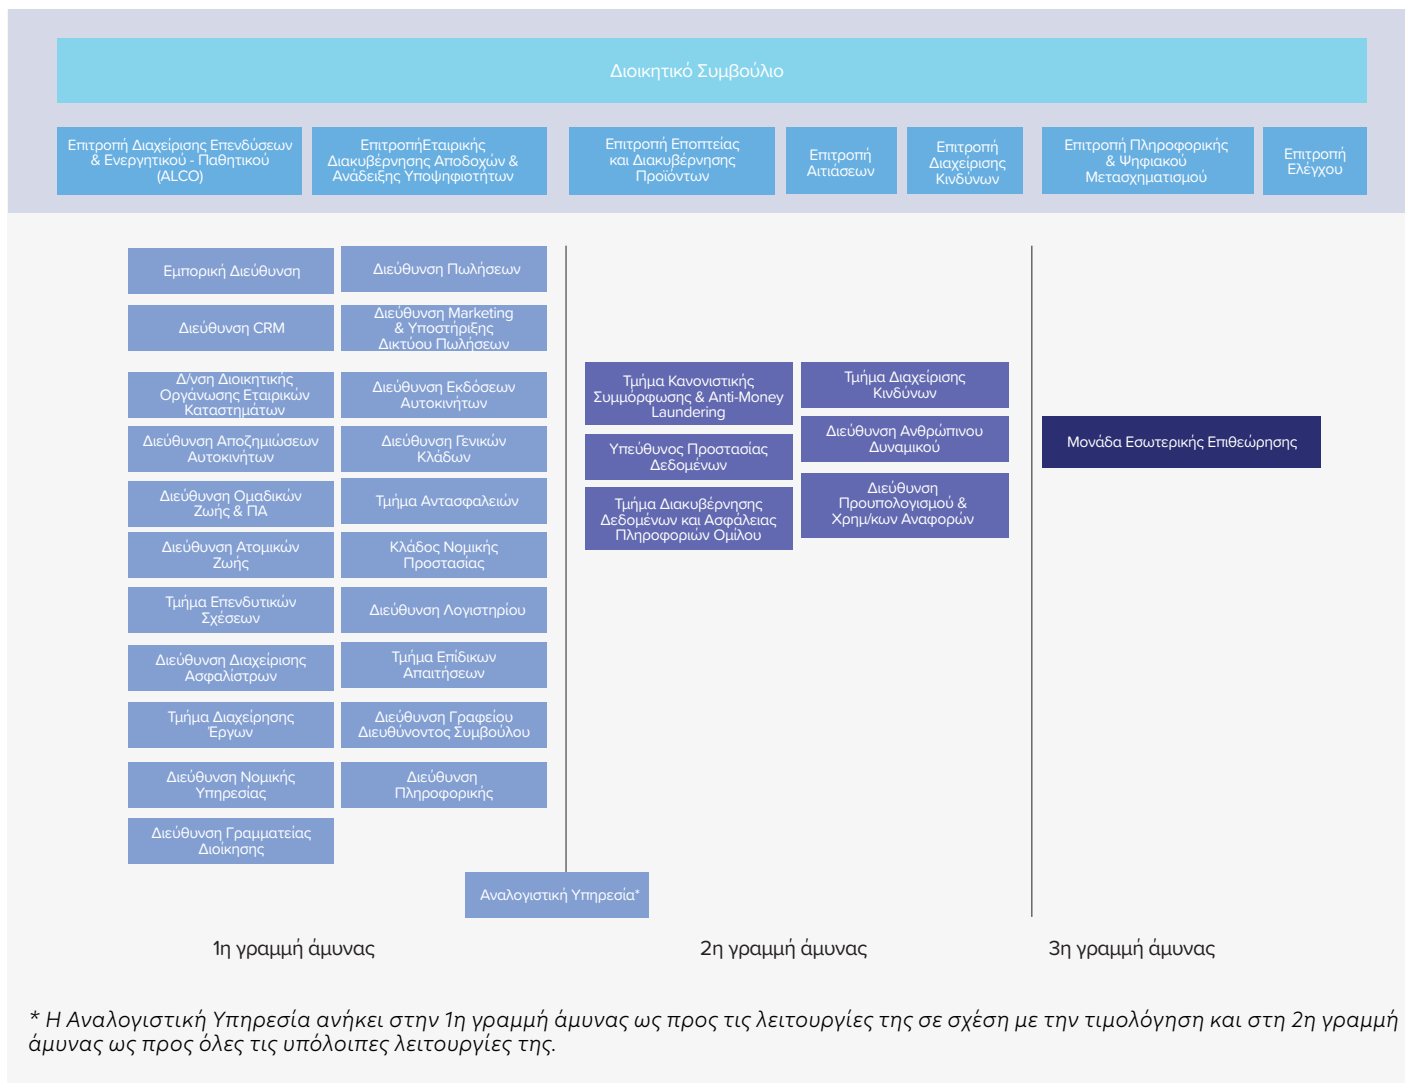 Διοικητικό Συμβούλιο
Επιτροπή Διαχείρισης Επενδύσεων
& Ενεργητικού - Παθητικού
(ALCO)
ΕπιτροπήΕταιρικής
Διακυβέρνησης Αποδοχών &
Ανάδειξης Υποψηφιοτήτων
Επιτροπή Εποπτείας
και Διακυβέρνησης
Προϊόντων
Επιτροπή
Αιτιάσεων
Επιτροπή
Διαχείρισης
Κινδύνων
Επιτροπή Πληροφορικής
& Ψηφιακού
Μετασχηματισμού
Επιτροπή
Ελέγχου
Εμπορική Διεύθυνση
Διεύθυνση CRM
Δ/νση Διοικητικής
Οργάνωσης Εταιρικών
Καταστημάτων
Διεύθυνση Αποζημιώσεων
Αυτοκινήτων
Διεύθυνση Ομαδικών
Ζωής & ΠΑ
Διεύθυνση Ατομικών
Ζωής
Τμήμα Επενδυτικών
Σχέσεων
Διεύθυνση Διαχείρισης
Ασφαλίστρων
Τμήμα Διαχείρησης
Έργων
Διεύθυνση Νομικής
Υπηρεσίας
Διεύθυνση Γραμματείας
Διοίκησης
Διεύθυνση Πωλήσεων
Διεύθυνση Marketing
& Υποστήριξης
Δικτύου Πωλήσεων
Διεύθυνση Εκδόσεων
Αυτοκινήτων
Διεύθυνση Γενικών
Κλάδων
Τμήμα Αντασφαλειών
Κλάδος Νομικής
Προστασίας
Διεύθυνση Λογιστηρίου
Τμήμα Επίδικων
Απαιτήσεων
Διεύθυνση Γραφείου
Διευθύνοντος Συμβούλου
Διεύθυνση
Πληροφορικής
Αναλογιστική Υπηρεσία*
Τμήμα Κανονιστικής
Συμμόρφωσης & Anti-Money
Laundering
Υπεύθυνος Προστασίας
Δεδομένων
Τμήμα Διακυβέρνησης
Δεδομένων και Ασφάλειας
Πληροφοριών Ομίλου
Τμήμα Διαχείρισης
Κινδύνων
Διεύθυνση Ανθρώπινου
Δυναμικού
Διεύθυνση
Προυπολογισμού &
Χρημ/κων Αναφορών
Μονάδα Εσωτερικής Επιθεώρησης
1η γραμμή άμυνας
2η γραμμή άμυνας
3η γραμμή άμυνας
* Η Αναλογιστική Υπηρεσία ανήκει στην 1η γραμμή άμυνας ως προς τις λειτουργίες της σε σχέση με την τιμολόγηση και στη 2η γραμμή
άμυνας ως προς όλες τις υπόλοιπες λειτουργίες της.